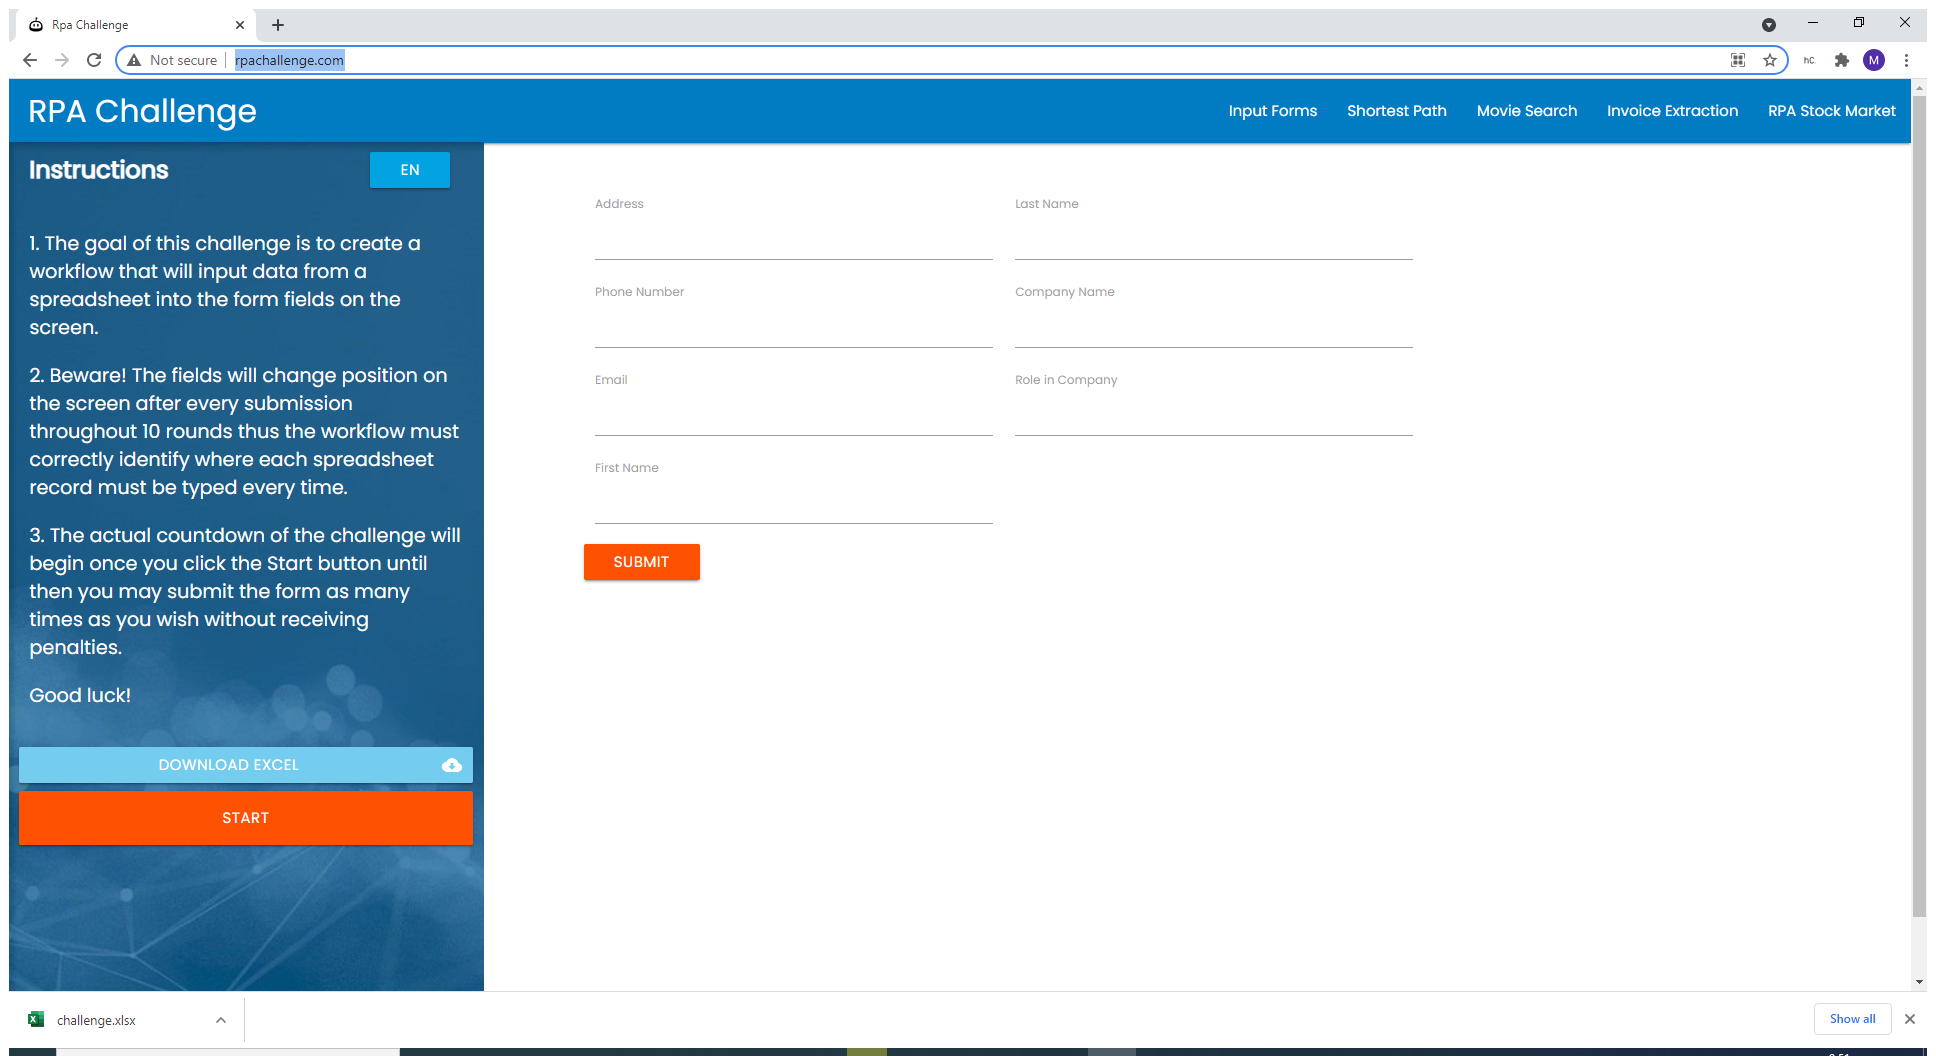 Rpa Challenge
Not secure
rpachallenge.com
hC.
M
RPA Challenge
Input Forms
Shortest Path
Movie Search
Invoice Extraction
RPA Stock Market
Instructions
EN
1. The goal of this challenge is to create a
workflow that will input data from a
spreadsheet into the form fields on the
screen.
2. Beware! The fields will change position on
the screen after every submission
throughout 10 rounds thus the workflow must
correctly identify where each spreadsheet
record must be typed every time.
3. The actual countdown of the challenge will
begin once you click the Start button until
then you may submit the form as many
times as you wish without receiving
penalties.
Good luck!
DOWNLOAD EXCEL
START
Address
Last Name
Phone Number
Company Name
Email
Role in Company
First Name
SUBMIT
challenge.xlsx
Show all